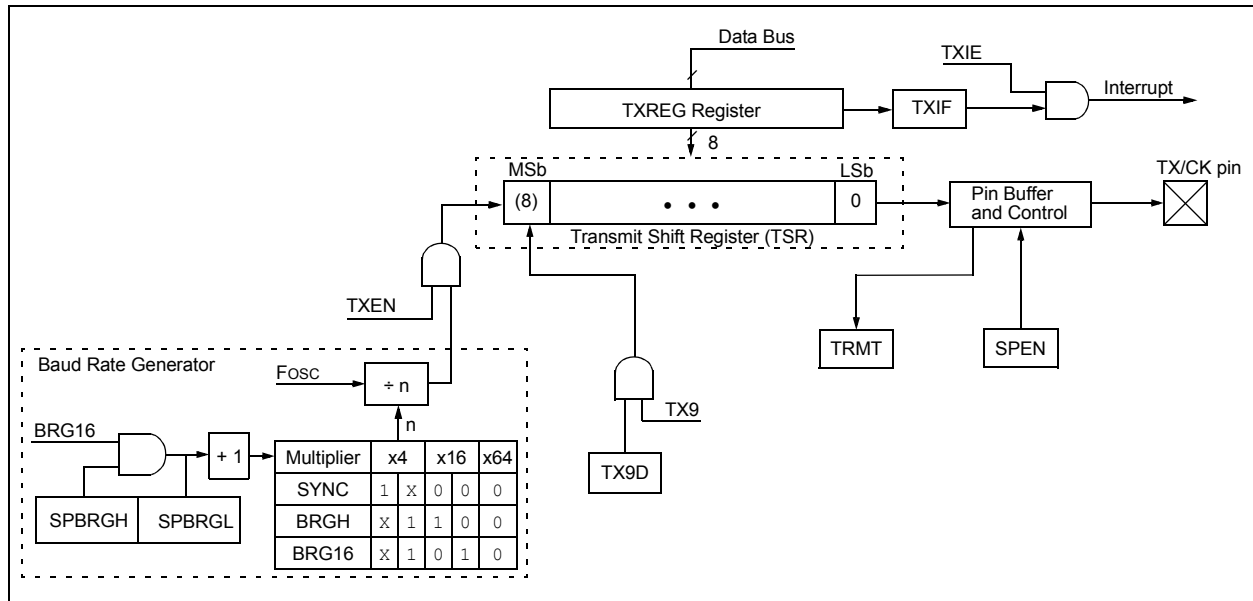 Data Bus
TXIE
Interrupt
TXREG Register
TXIF
8
MSb
LSb
TX/CK pin
(8)
• • •
0
Pin Buffer
and Control
Transmit Shift Register (TSR)
TXEN
TRMT
SPEN
Baud Rate Generator
FOSC
÷ n
TX9
BRG16
n
+ 1
Multiplier x4 x16 x64
TX9D
SYNC 1 X 0 0 0
SPBRGH SPBRGL
BRGH X 1 1 0 0
BRG16 X 1 0 1 0